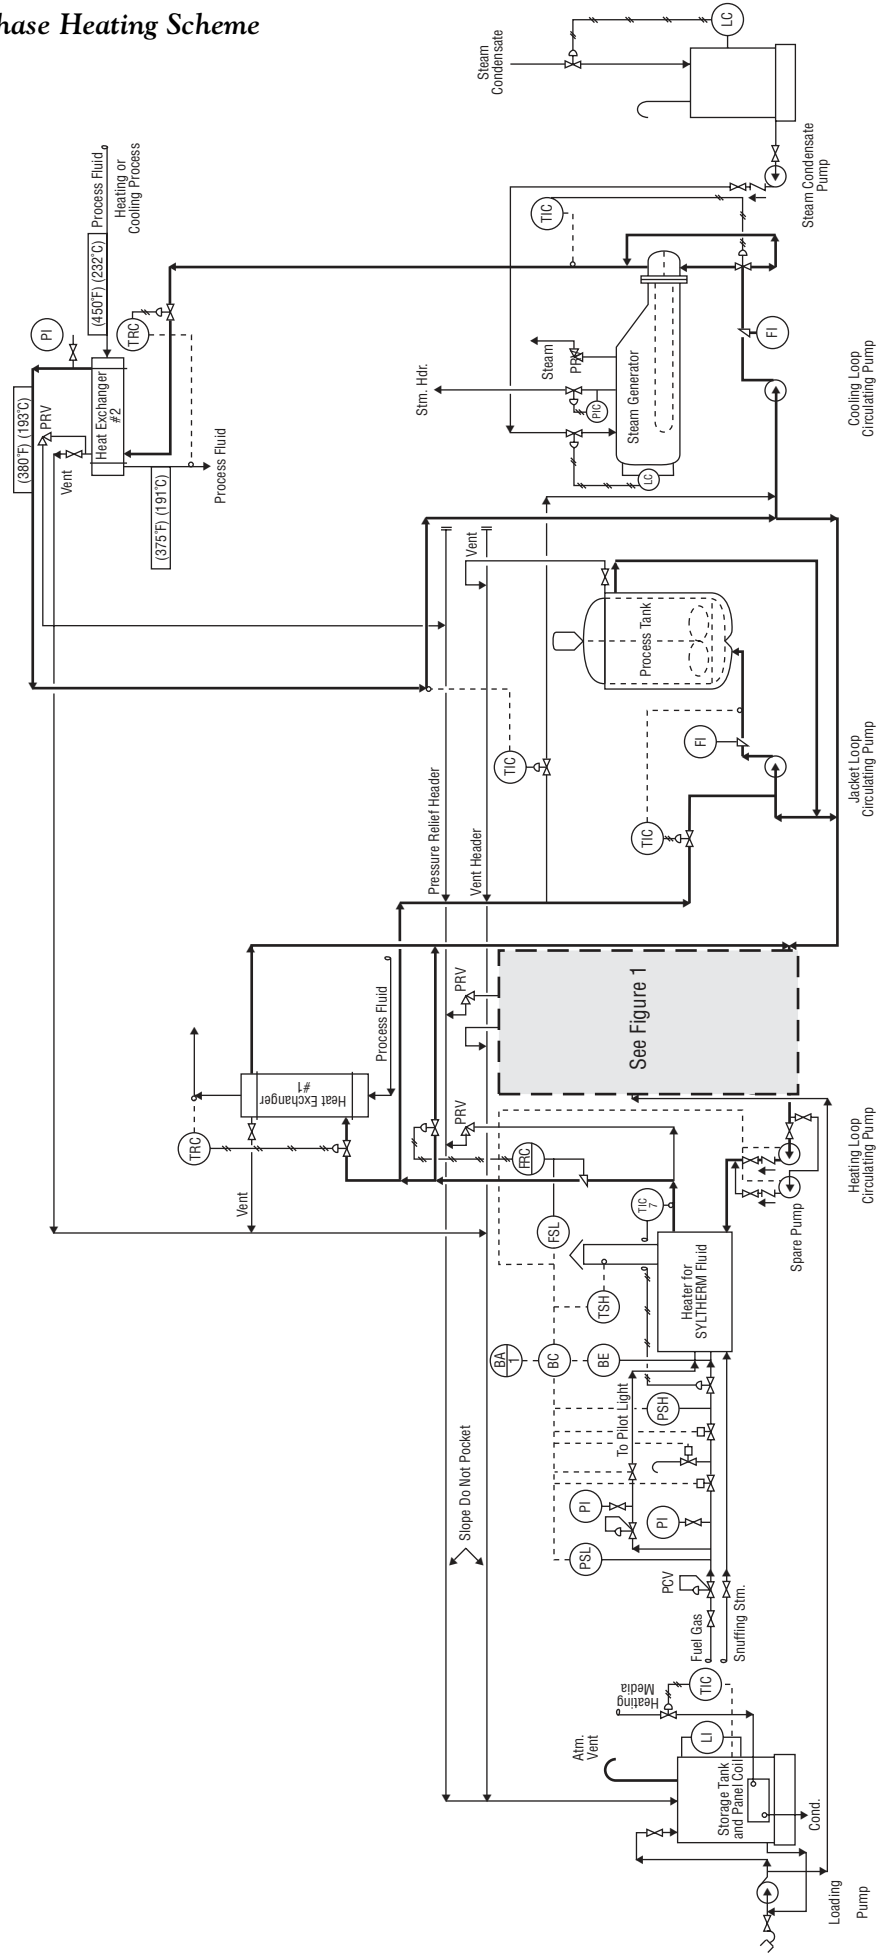 hase Heating Scheme
LC
Steam
Condensate
Steam Condensate
Pump
TIC
Process Fluid
Heating or
Cooling Process
(450°F) (232°C)
PI
TRC
Heat Exchanger
#2
(380°F) (193°C)
PRV
Vent
(375°F) (191°C)
Process Fluid
Stm. Hdr.
Steam
PRV
PIC
Steam Generator
LC
FI
Cooling Loop
Circulating Pump
Vent
Process Tank
TIC
FI
TIC
Jacket Loop
Circulating Pump
Pressure Relief Header
Vent Header
PRV
See Figure 1
Process Fluid
Heat Exchanger
#1
TRC
Vent
PRV
FRC
FSL
TIC
7
TSH
Heater for
SYLTHERM Fluid
Heating Loop
Circulating Pump
Spare Pump
BA
1
BC
BE
To Pilot Light
PSH
PI
PI
PSL
PCV
Fuel Gas
Snuffing Stm.
Slope Do Not Pocket
Heating
Media
TIC
Atm.
Vent
LI
Storage Tank
and Panel Coil
Cond.
Loading
Pump